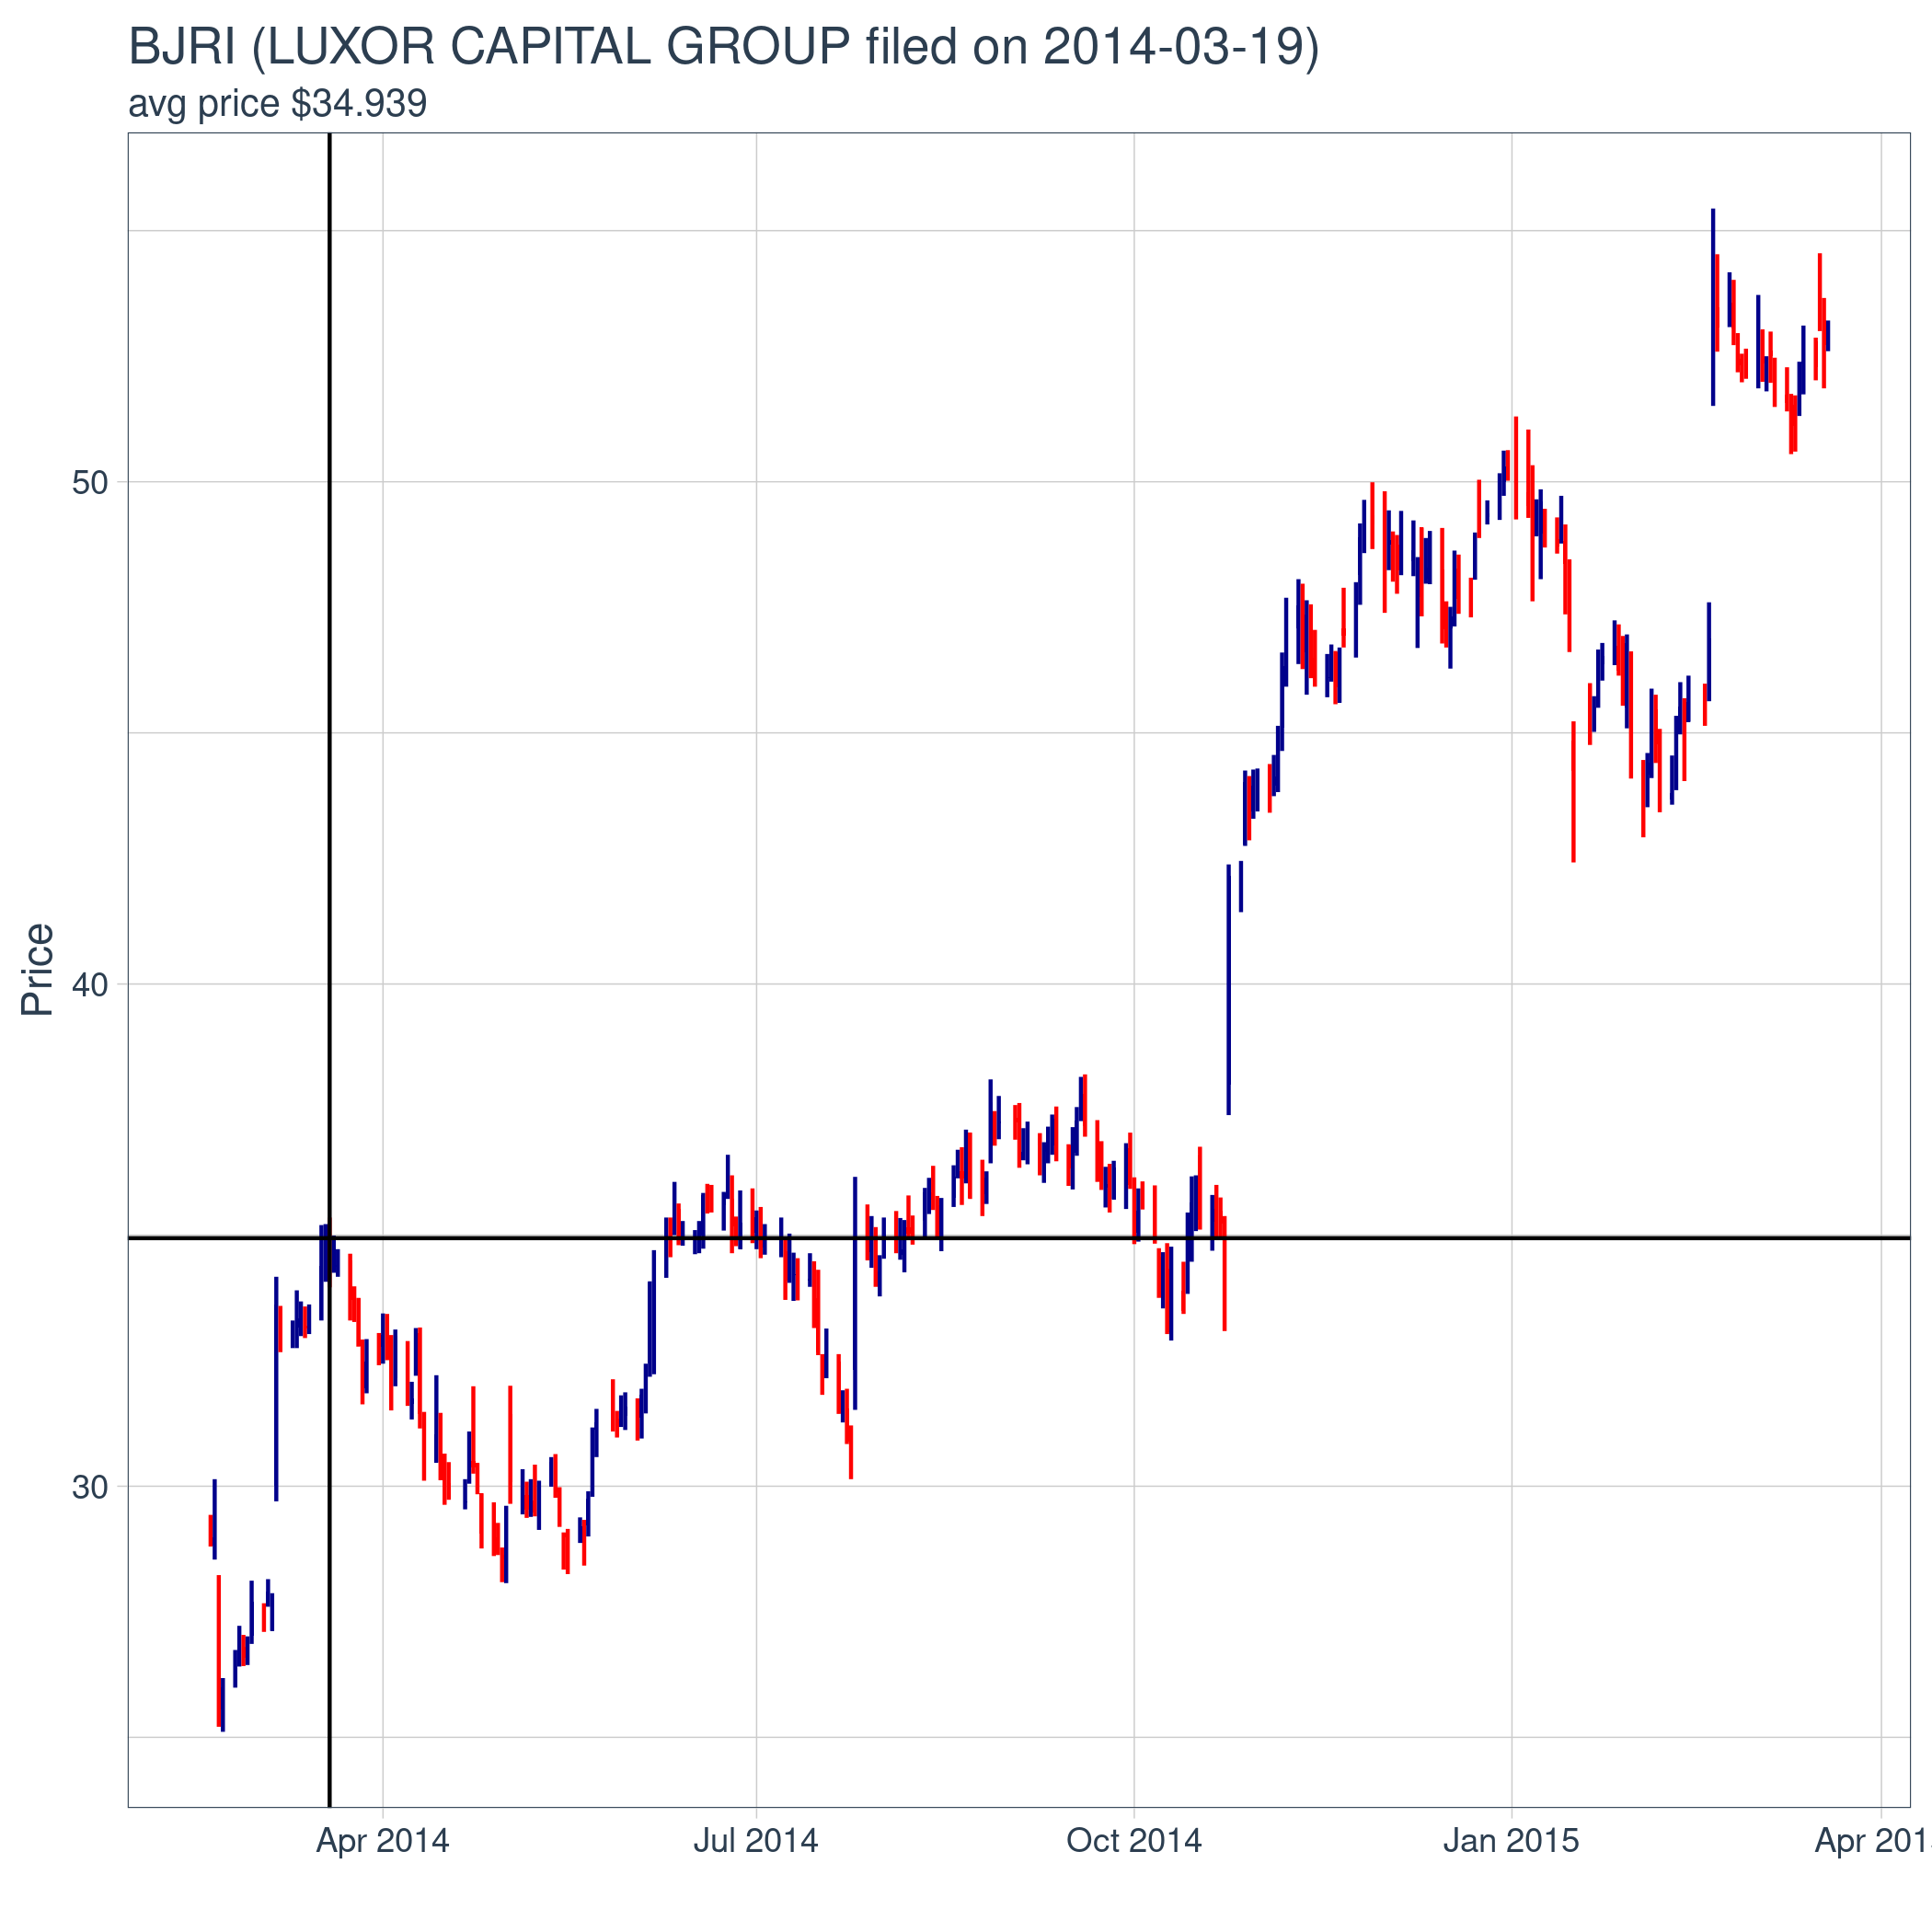 BJRI (LUXOR CAPITAL GROUP filed on 2014-03-19)
avg price $34.939
Price
50
40
30
Apr 2014
Jul 2014
Oct 2014
Jan 2015
Apr 201